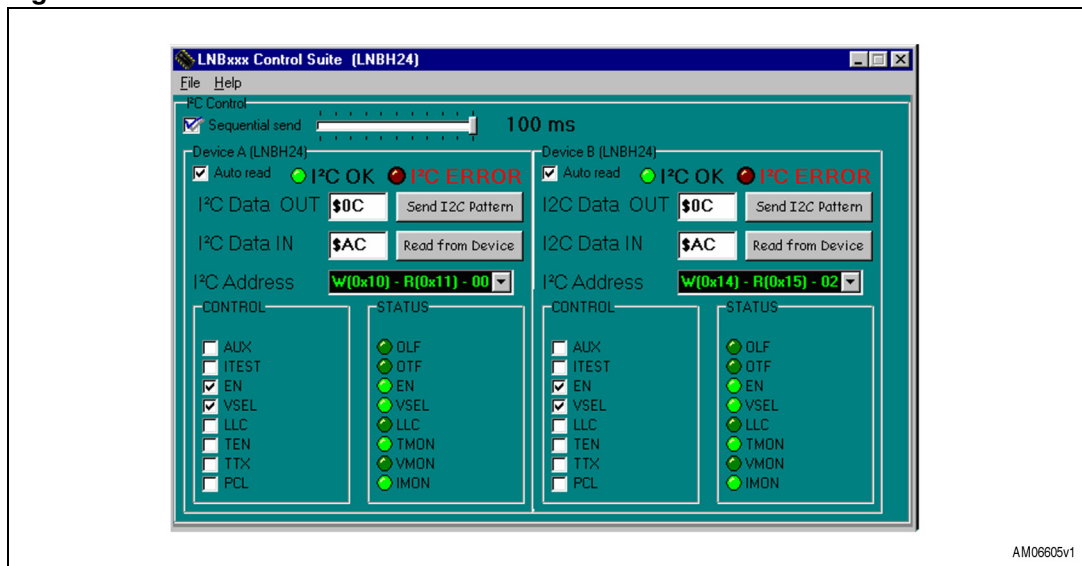 LNBxxx Control Suite (LNBH24)
File Help
I²C Control
Sequential send 100 ms
Device A (LNBH24)
Auto read I²C OK I²C ERROR
I²C Data OUT $0C Send I2C Pattern
I²C Data IN $AC Read from Device
I²C Address W(0x10) - R(0x11) - 00
CONTROL
AUX
ITEST
EN
VSEL
LLC
TEN
TTX
PCL
STATUS
OLF
OTF
EN
VSEL
LLC
TMON
VMON
IMON
Device B (LNBH24)
Auto read I²C OK I²C ERROR
I2C Data OUT $0C Send I2C Pattern
I2C Data IN $AC Read from Device
I²C Address W(0x14) - R(0x15) - 02
CONTROL
AUX
ITEST
EN
VSEL
LLC
TEN
TTX
PCL
STATUS
OLF
OTF
EN
VSEL
LLC
TMON
VMON
IMON
AM06605v1